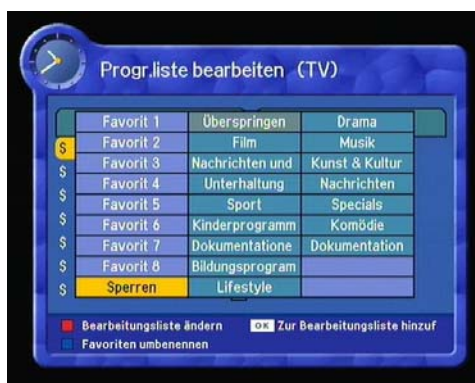 Progr.liste bearbeiten (TV)
Favorit 1 Überspringen Drama
$ Favorit 2 Film Musik
$ Favorit 3 Nachrichten und Kunst & Kultur
$ Favorit 4 Unterhaltung Nachrichten
$ Favorit 5 Sport Specials
$ Favorit 6 Kinderprogramm Komödie
$ Favorit 7 Dokumentatione Dokumentation
$ Favorit 8 Bildungsprogram
Sperren Lifestyle
Bearbeitungsliste ändern OK Zur Bearbeitungsliste hinzuf
Favoriten umbenennen